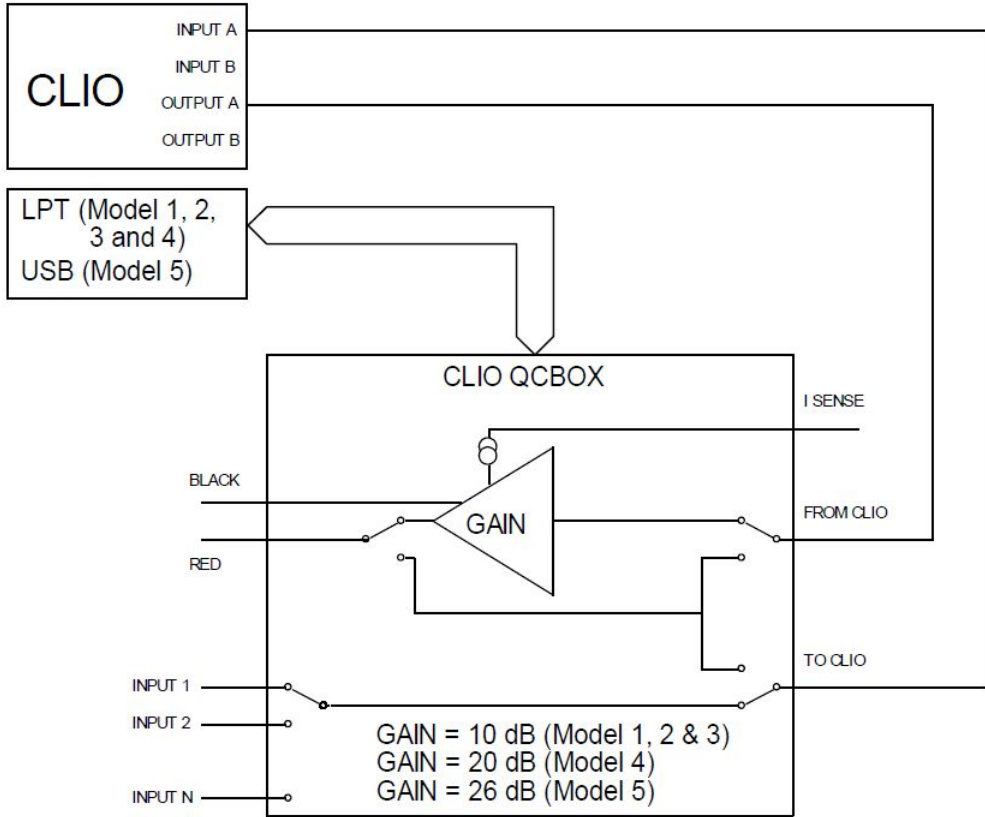 INPUT A
INPUT B
CLIO
OUTPUT A
OUTPUT B
LPT (Model 1, 2,
3 and 4)
USB (Model 5)
CLIO QCBOX
I SENSE
BLACK
GAIN
FROM CLIO
RED
TO CLIO
INPUT 1
INPUT 2
GAIN = 10 dB (Model 1, 2 & 3)
GAIN = 20 dB (Model 4)
GAIN = 26 dB (Model 5)
INPUT N